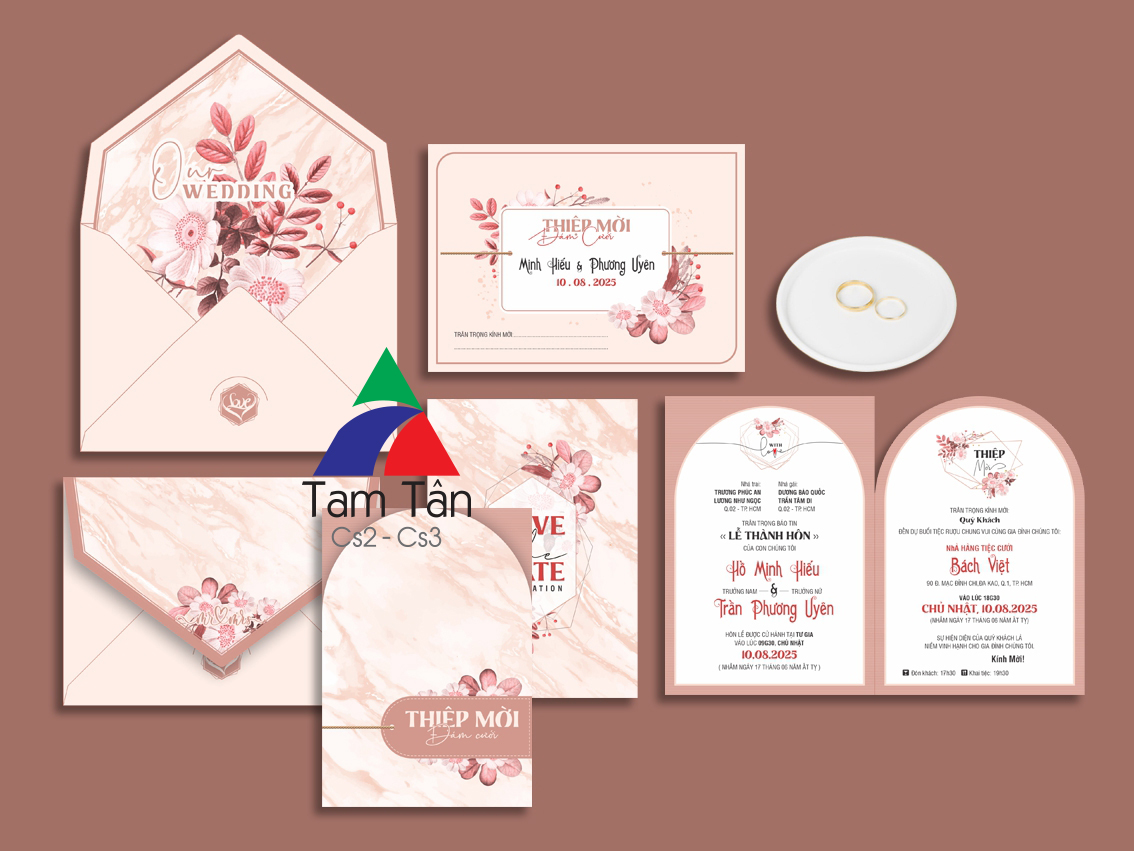 Our
WEDDING
love
THIỆP MỜI
Đám Cưới
Minh Hiếu & Phương Uyên
10 . 08 . 2025
TRÂN TRỌNG KÍNH MỜI
Tam Tân
Cs2 - Cs3
VE
ATE
ATION
mr mrs
THIỆP MỜI
Đám cưới
WITH
love
Nhà trai:
TRƯƠNG PHÚC AN
LƯƠNG NHƯ NGỌC
Q.02 - TP. HCM
Nhà gái:
DƯƠNG BẢO QUỐC
TRẦN TÂM DI
Q.02 - TP. HCM
TRÂN TRỌNG BÁO TIN
‹‹ LỄ THÀNH HÔN ››
CỦA CON CHÚNG TÔI
Hồ Minh Hiếu
TRƯỞNG NAM & TRƯỞNG NỮ
Trần Phương Uyên
HÔN LỄ ĐƯỢC CỬ HÀNH TẠI TƯ GIA
VÀO LÚC 09G30, CHỦ NHẬT
10.08.2025
( NHẰM NGÀY 17 THÁNG 06 NĂM ẤT TỴ )
THIỆP
Mời
TRÂN TRỌNG KÍNH MỜI:
Quý Khách
ĐẾN DỰ BUỔI TIỆC RƯỢU CHUNG VUI CÙNG GIA ĐÌNH CHÚNG TÔI:
NHÀ HÀNG TIỆC CƯỚI
Bách Việt
90 Đ. MẠC ĐĨNH CHI, ĐA KAO, Q.1, TP. HCM
VÀO LÚC 18G30
CHỦ NHẬT, 10.08.2025
(NHẰM NGÀY 17 THÁNG 06 NĂM ẤT TỴ)
SỰ HIỆN DIỆN CỦA QUÝ KHÁCH LÀ
NIỀM VINH HẠNH CHO GIA ĐÌNH CHÚNG TÔI.
Kính Mời!
Đón khách: 17h30 Khai tiệc: 19h30